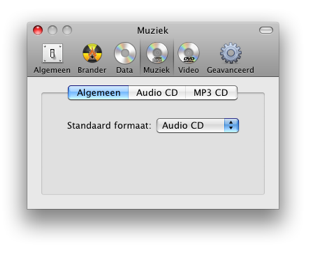 Muziek
Algemeen Brander Data Muziek Video Geavanceerd
Algemeen Audio CD MP3 CD
Standaard formaat: Audio CD